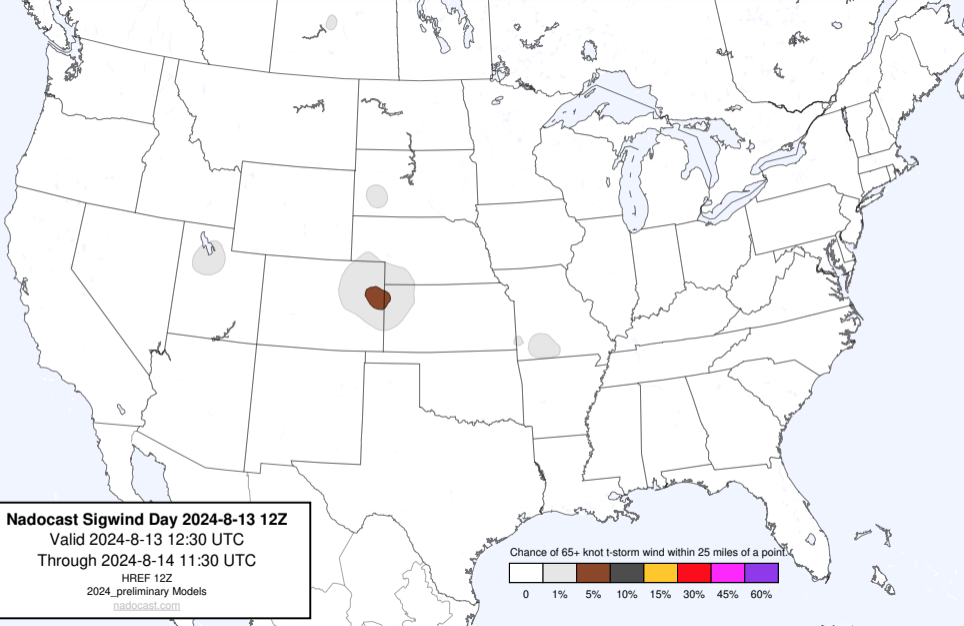 Nadocast Sigwind Day 2024-8-13 12Z
Valid 2024-8-13 12:30 UTC
Through 2024-8-14 11:30 UTC
HREF 12Z
2024_preliminary Models
nadocast.com
Chance of 65+ knot t-storm wind within 25 miles of a point.
0 1% 5% 10% 15% 30% 45% 60%